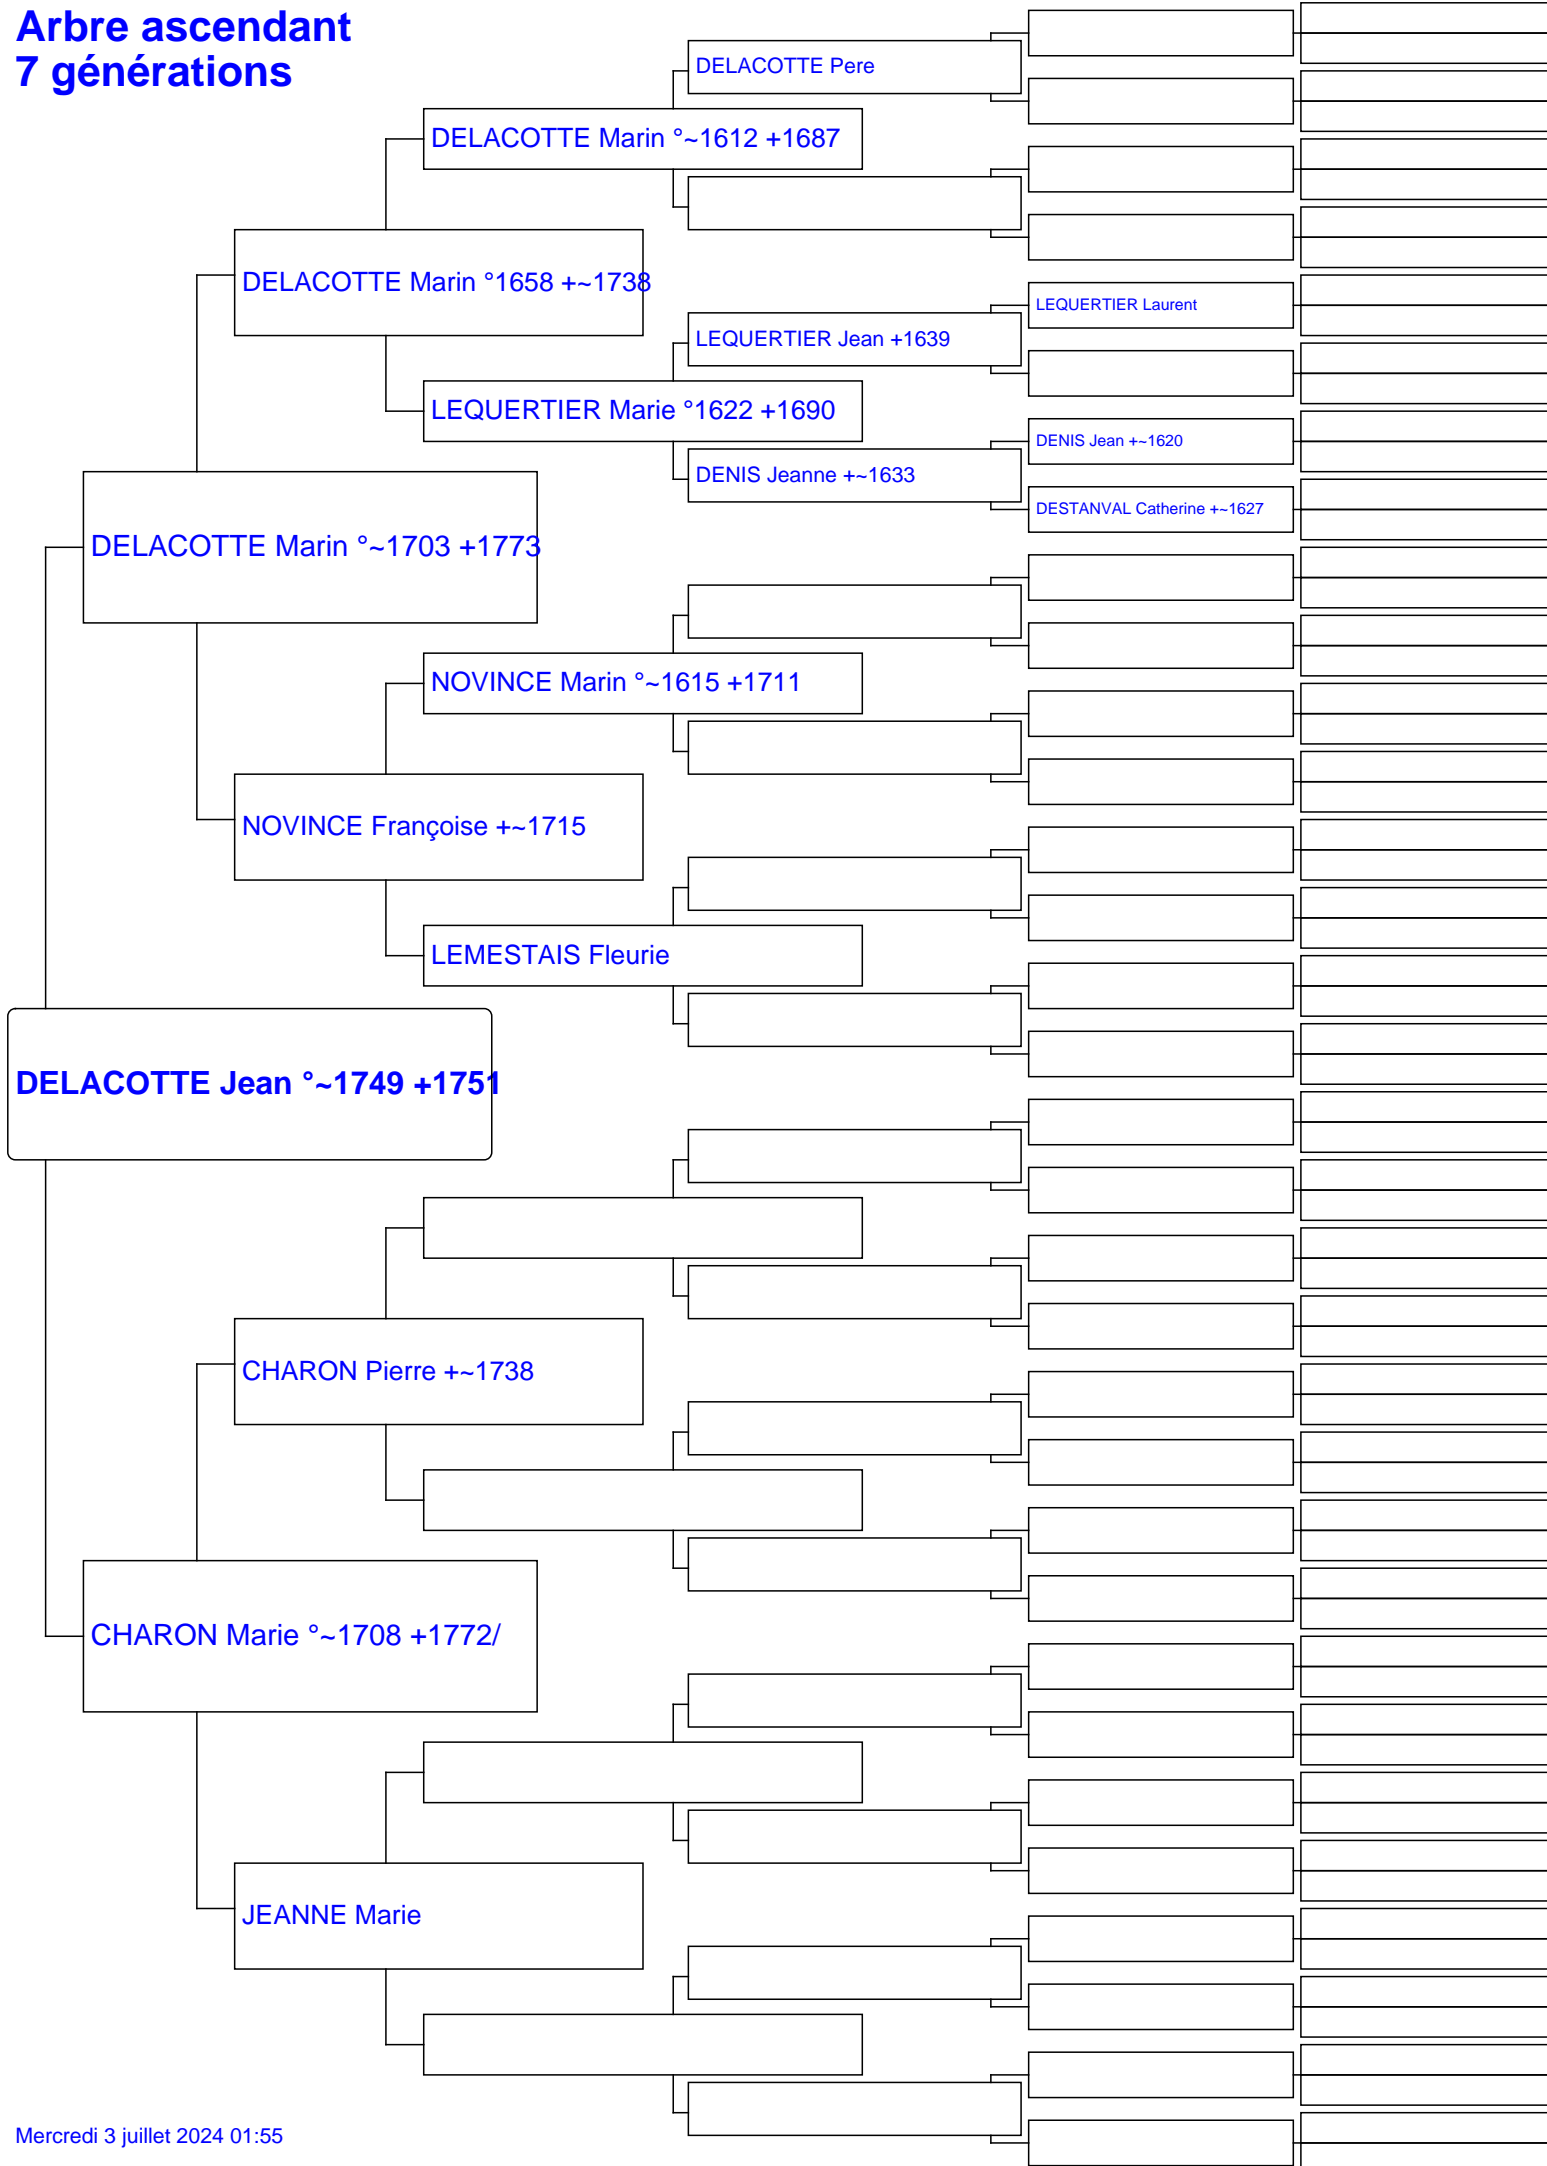 Arbre ascendant
7 générations
DELACOTTE Pere
DELACOTTE Marin °~1612 +1687
DELACOTTE Marin °1658 +~1738
LEQUERTIER Laurent
LEQUERTIER Jean +1639
LEQUERTIER Marie °1622 +1690
DENIS Jean +~1620
DENIS Jeanne +~1633
DESTANVAL Catherine +~1627
DELACOTTE Marin °~1703 +1773
NOVINCE Marin °~1615 +1711
NOVINCE Françoise +~1715
LEMESTAIS Fleurie
DELACOTTE Jean °~1749 +1751
CHARON Pierre +~1738
CHARON Marie °~1708 +1772/
JEANNE Marie
Mercredi 3 juillet 2024 01:55